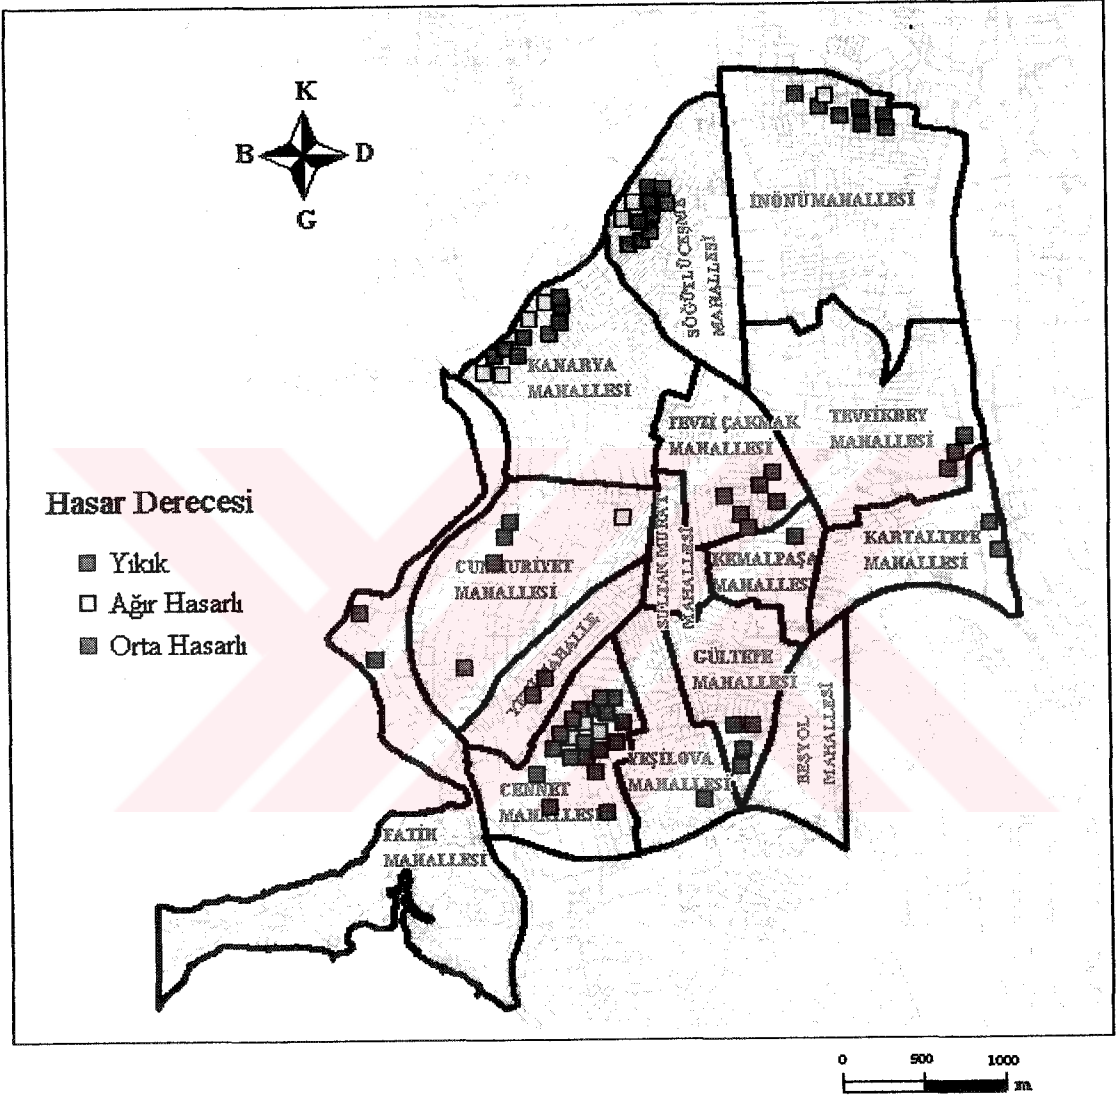 K
B D
G
İNÖNÜ MAHALLESİ
SÖĞÜTLÜÇEŞME
MAHALLESİ
KANARYA
MAHALLESİ
FEVZİ ÇAKMAK
MAHALLESİ
TEVFİKBEY
MAHALLESİ
Hasar Derecesi
Yıkık
Ağır Hasarlı
Orta Hasarlı
CUMHURİYET
MAHALLESİ
SULTAN MURAT
MAHALLESİ
KEMALPAŞA
MAHALLESİ
KARTALTEPE
MAHALLESİ
YENİ MAHALLE
GÜLTEPE
MAHALLESİ
BEŞYOL
MAHALLESİ
YEŞİLOVA
MAHALLESİ
CENNET
MAHALLESİ
FATİH
MAHALLESİ
0 500 1000
m